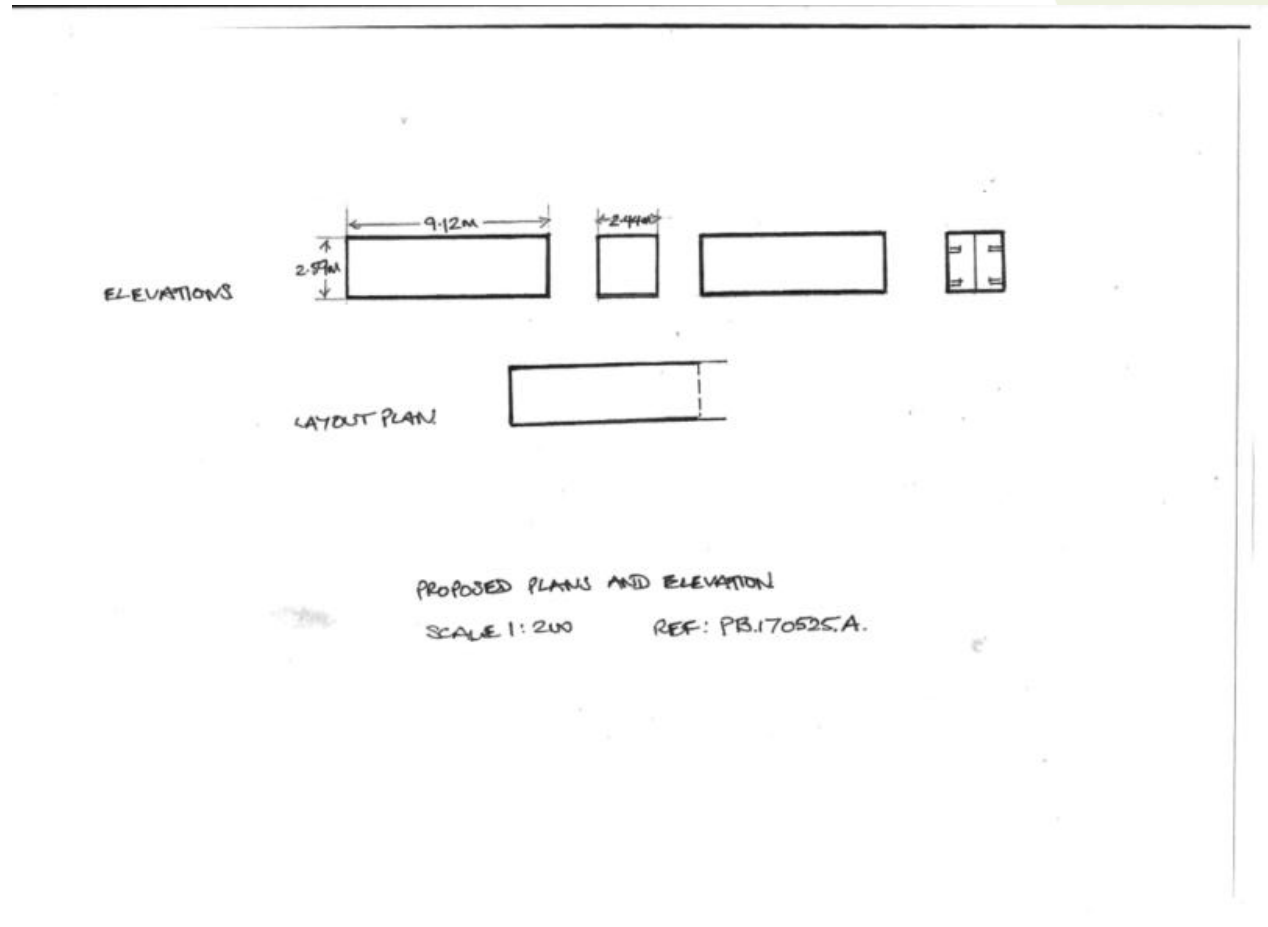 9.12M
2.44M
2.59M
ELEVATIONS
LAYOUT PLAN
PROPOSED PLANS AND ELEVATION
SCALE 1:200 REF: PB.170525.A.